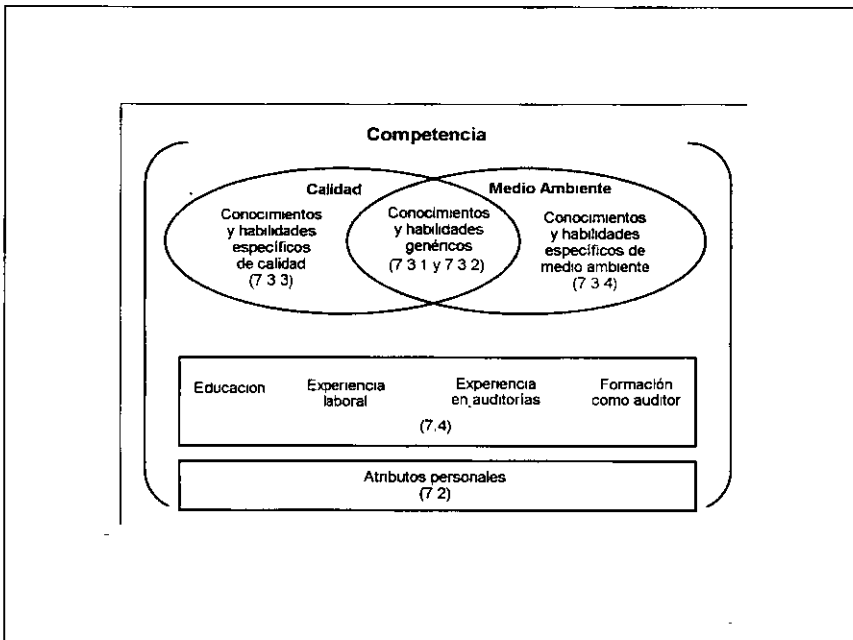 Competencia
Calidad
Conocimientos
y habilidades
específicos
de calidad
(7 3 3)
Conocimientos
y habilidades
genéricos
(7 3 1 y 7 3 2)
Medio Ambiente
Conocimientos
y habilidades
específicos de
medio ambiente
(7 3 4)
Educacion
Experiencia
laboral
Experiencia
en auditorías
Formación
como auditor
(7.4)
Atributos personales
(7 2)